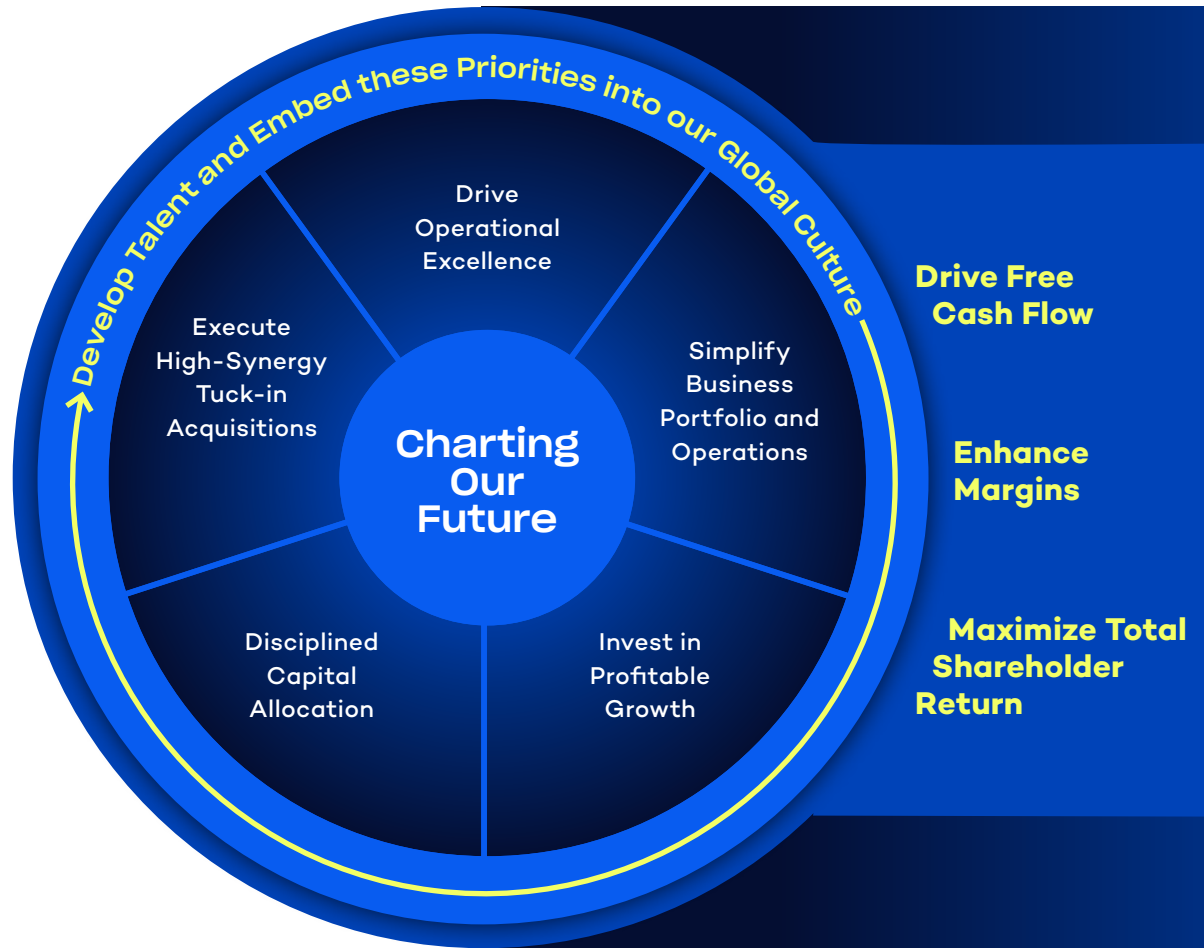 Develop Talent and Embed these Priorities into our Global Culture
Drive
Operational
Excellence
Simplify
Business
Portfolio and
Operations
Invest in
Profitable
Growth
Disciplined
Capital
Allocation
Execute
High-Synergy
Tuck-in
Acquisitions
Charting
Our
Future
Drive Free
Cash Flow
Enhance
Margins
Maximize Total
Shareholder
Return